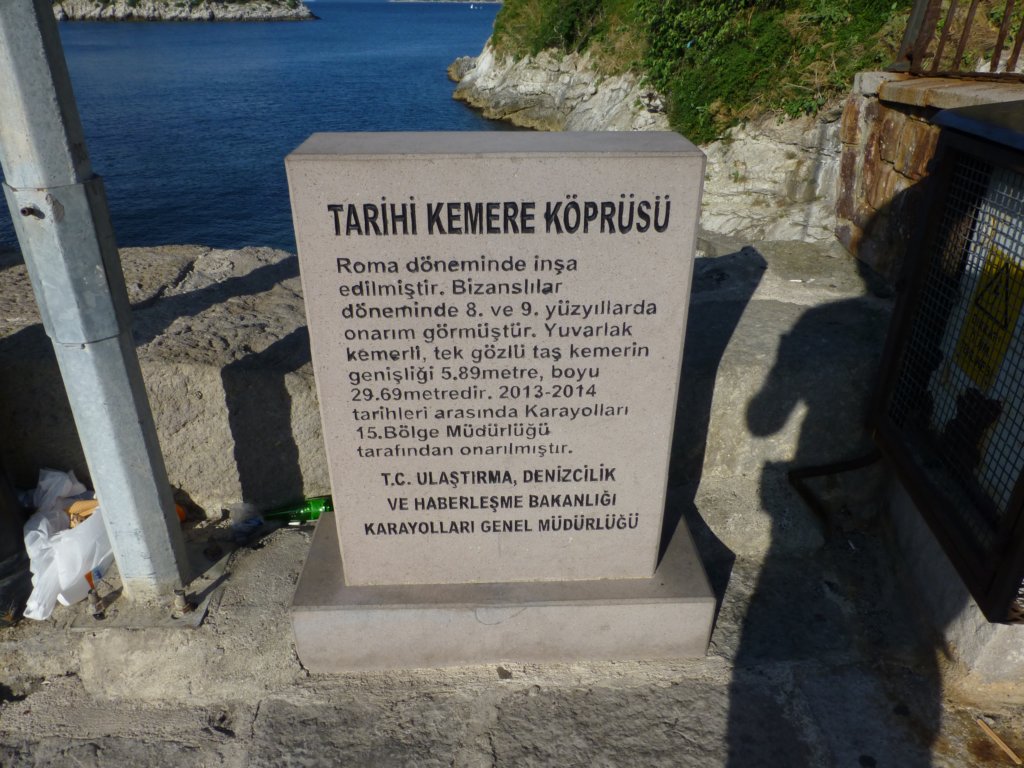 TARİHİ KEMERE KÖPRÜSÜ
Roma döneminde inşa
edilmiştir. Bizanslılar
döneminde 8. ve 9. yüzyıllarda
onarım görmüştür. Yuvarlak
kemerli, tek gözlü taş kemerin
genişliği 5.89metre, boyu
29.69metredir. 2013-2014
tarihleri arasında Karayolları
15.Bölge Müdürlüğü
tarafından onarılmıştır.
T.C. ULAŞTIRMA, DENİZCİLİK
VE HABERLEŞME BAKANLIĞI
KARAYOLLARI GENEL MÜDÜRLÜĞÜ